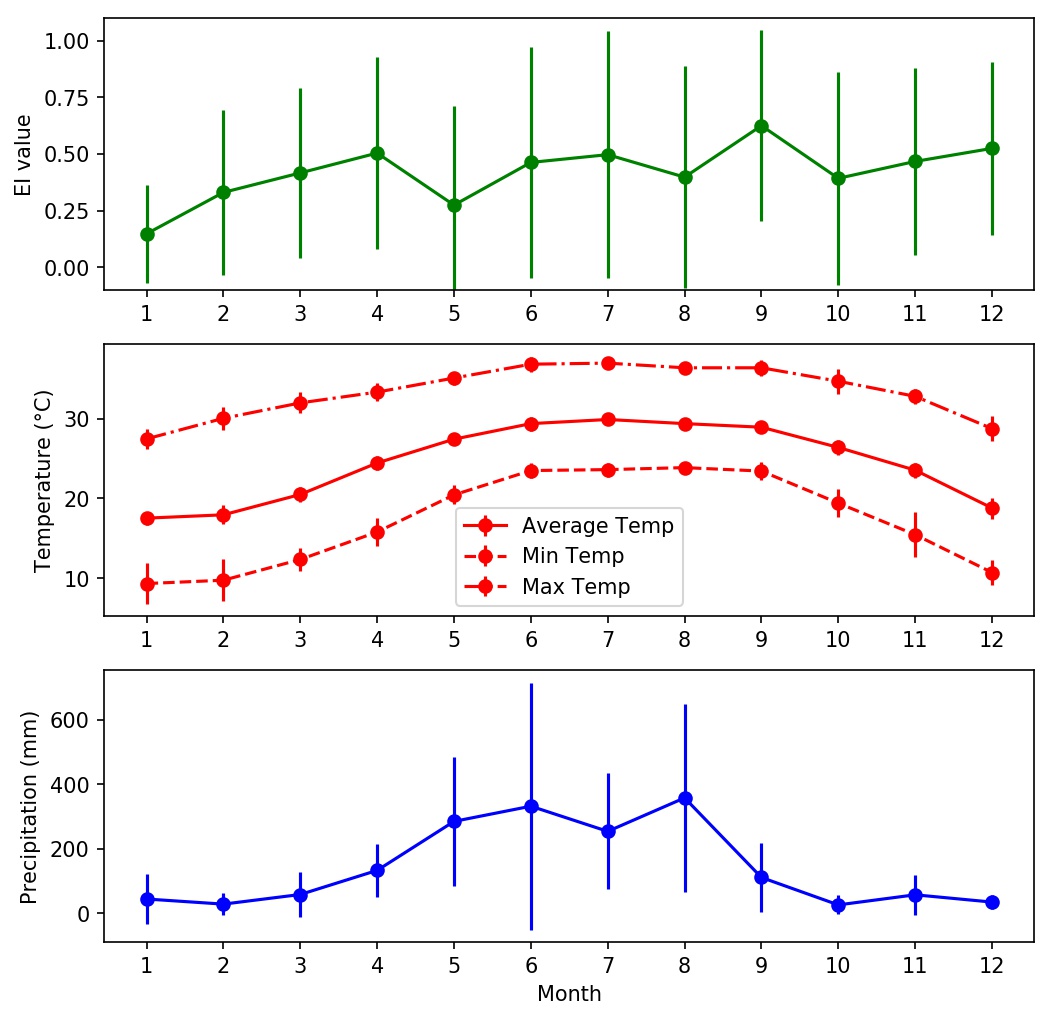 EI value
1.00
0.75
0.50
0.25
0.00
1 2 3 4 5 6 7 8 9 10 11 12
Temperature (°C)
30
20
10
Average Temp
Min Temp
Max Temp
1 2 3 4 5 6 7 8 9 10 11 12
Precipitation (mm)
600
400
200
0
1 2 3 4 5 6 7 8 9 10 11 12
Month